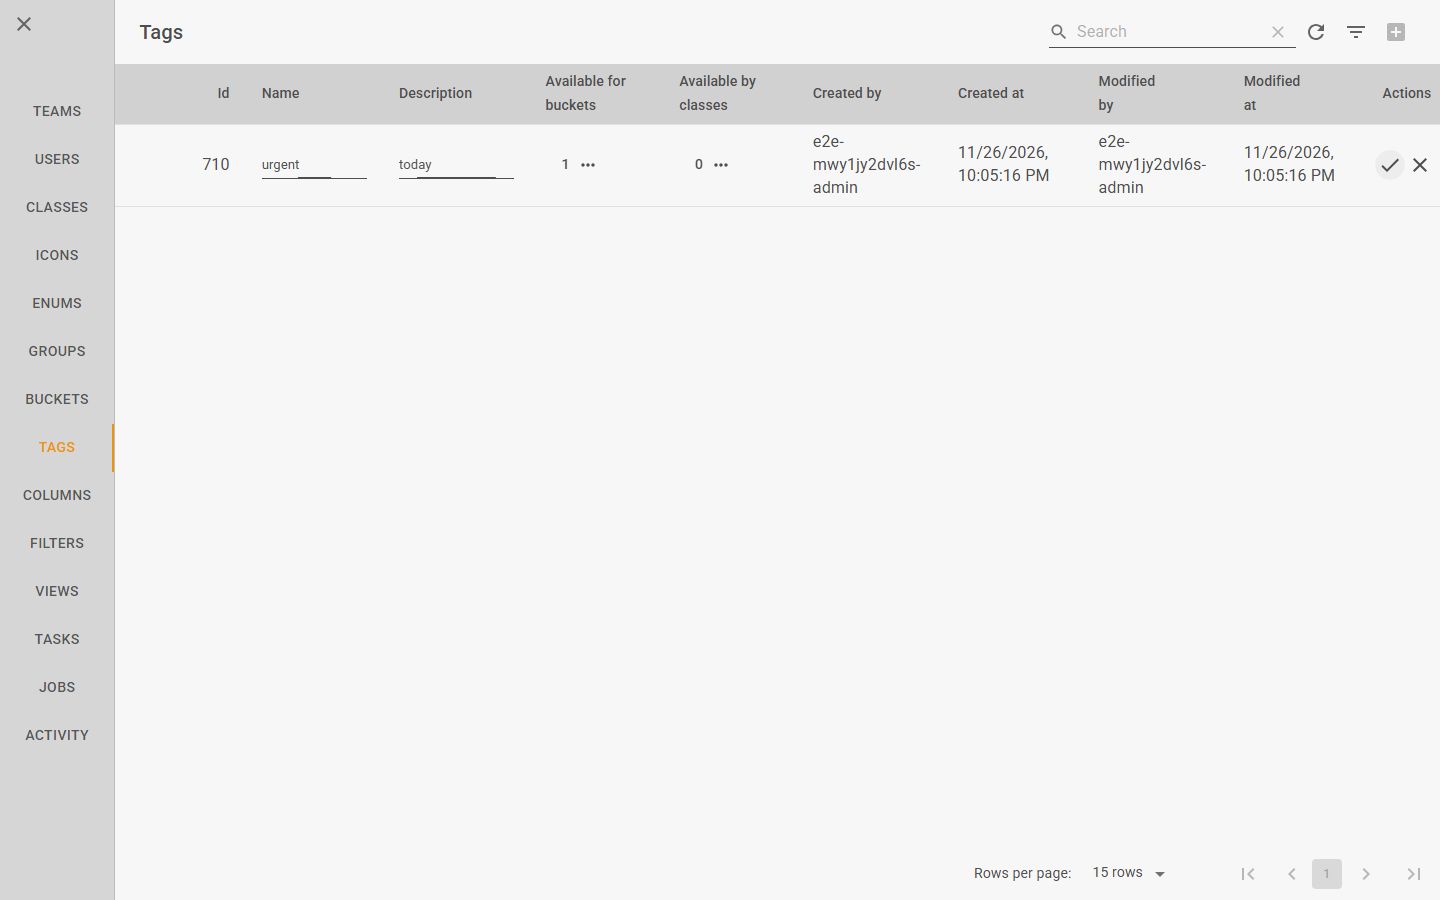 Tags
Search
TEAMS
USERS
CLASSES
ICONS
ENUMS
GROUPS
BUCKETS
TAGS
COLUMNS
FILTERS
VIEWS
TASKS
JOBS
ACTIVITY
Id
Name
Description
Available for
buckets
Available by
classes
Created by
Created at
Modified
by
Modified
at
Actions
710
urgent
today
1
0
e2e-
mwy1jy2dvl6s-
admin
11/26/2026,
10:05:16 PM
e2e-
mwy1jy2dvl6s-
admin
11/26/2026,
10:05:16 PM
Rows per page:
15 rows
1